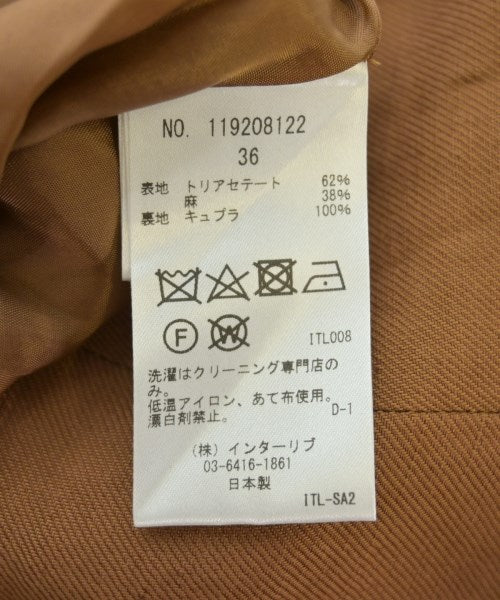 NO. 119208122
36
表地 トリアセテート 62%
麻 38%
裏地 キュプラ 100%
F W ITL008
洗濯はクリーニング専門店の
み。
低温アイロン、あて布使用。
漂白剤禁止。 D-1
(株) インターリブ
03-6416-1861
日本製
ITL-SA2